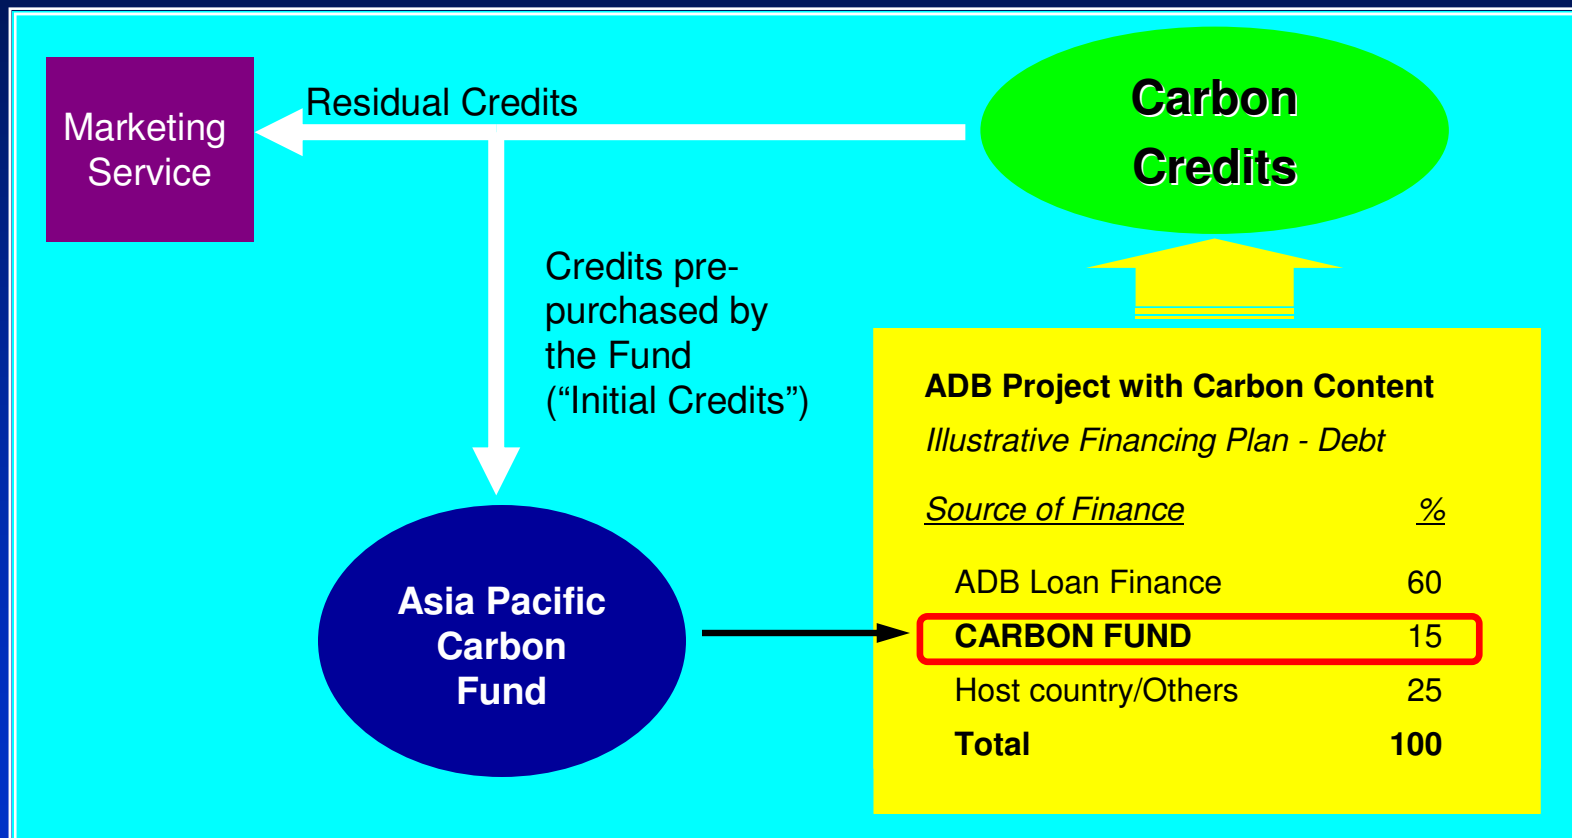 Marketing
Service
Residual Credits
Carbon
Credits
Credits pre-
purchased by
the Fund
(“Initial Credits”)
Asia Pacific
Carbon
Fund
ADB Project with Carbon Content
Illustrative Financing Plan - Debt
Source of Finance %
ADB Loan Finance 60
CARBON FUND 15
Host country/Others 25
Total 100